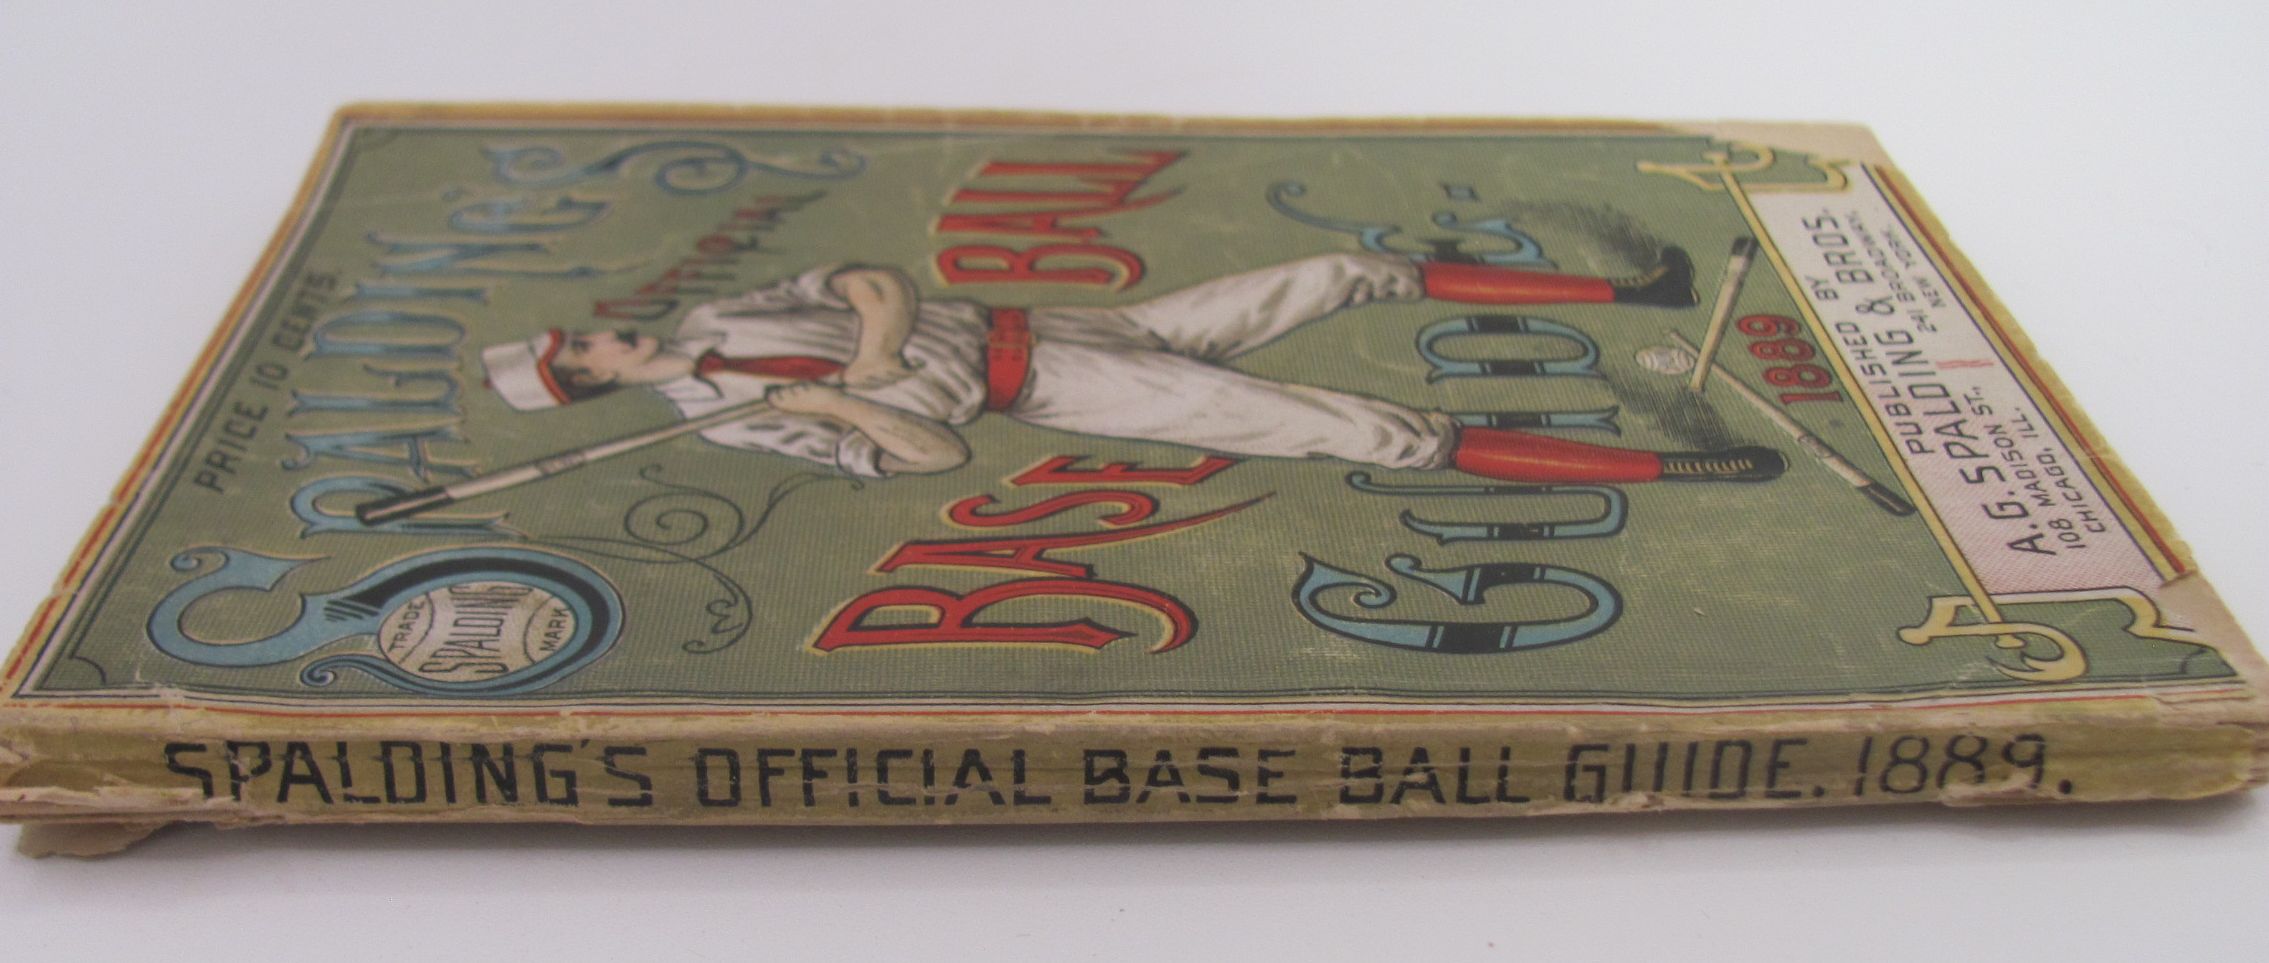 PRICE 10 CENTS.
SPALDING'S
TRADE
SPALDING
MARK
OFFICIAL
BASE BALL
GUIDE
1889
PUBLISHED BY
A. G. SPALDING & BROS.
108 MADISON ST., 241 BROADWAY,
CHICAGO, ILL. NEW YORK.
SPALDING'S OFFICIAL BASE BALL GUIDE. 1889.